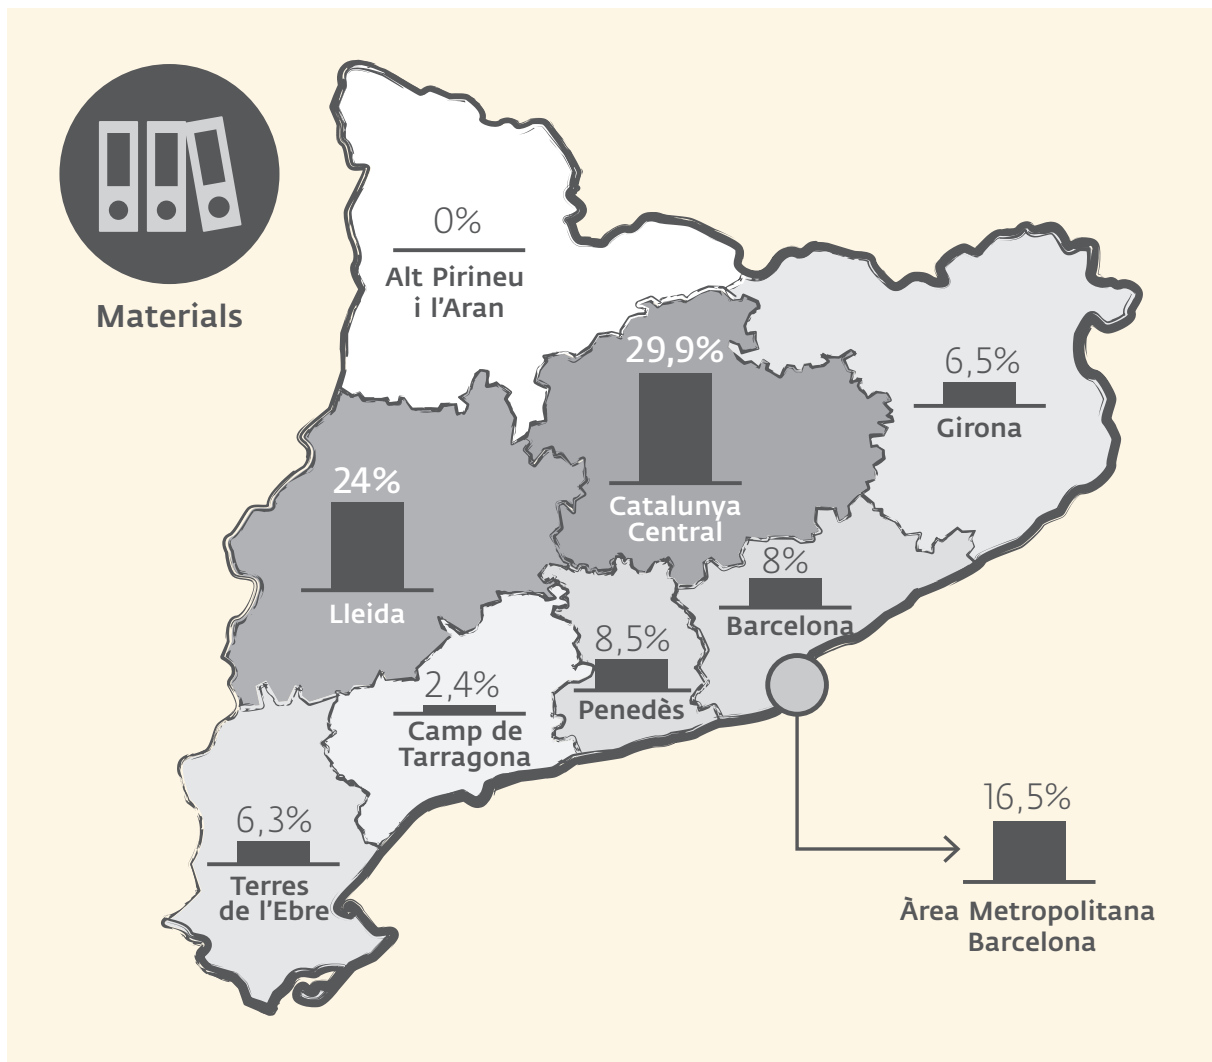 Materials
0%
Alt Pirineu
i l'Aran
29,9%
Catalunya
Central
6,5%
Girona
24%
Lleida
8%
Barcelona
8,5%
Penedès
2,4%
Camp de
Tarragona
6,3%
Terres
de l'Ebre
16,5%
Àrea Metropolitana
Barcelona